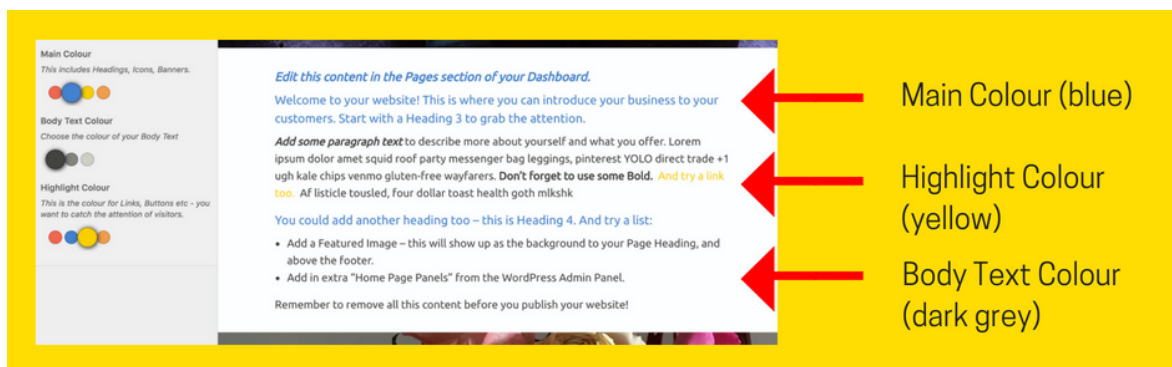 Main Colour
This includes Headings, Icons, Banners.
Body Text Colour
Choose the colour of your Body Text
Highlight Colour
This is the colour for Links, Buttons etc - you
want to catch the attention of visitors.
Edit this content in the Pages section of your Dashboard.
Welcome to your website! This is where you can introduce your business to your
customers. Start with a Heading 3 to grab the attention.
Add some paragraph text to describe more about yourself and what you offer. Lorem
ipsum dolor amet squid roof party messenger bag leggings, pinterest YOLO direct trade +1
ugh kale chips venmo gluten-free wayfarers. Don't forget to use some Bold. And try a link
too. Af listicle tousled, four dollar toast health goth mlkshk
You could add another heading too – this is Heading 4. And try a list:
• Add a Featured Image – this will show up as the background to your Page Heading, and
above the footer.
• Add in extra “Home Page Panels” from the WordPress Admin Panel.
Remember to remove all this content before you publish your website!
Main Colour (blue)
Highlight Colour
(yellow)
Body Text Colour
(dark grey)